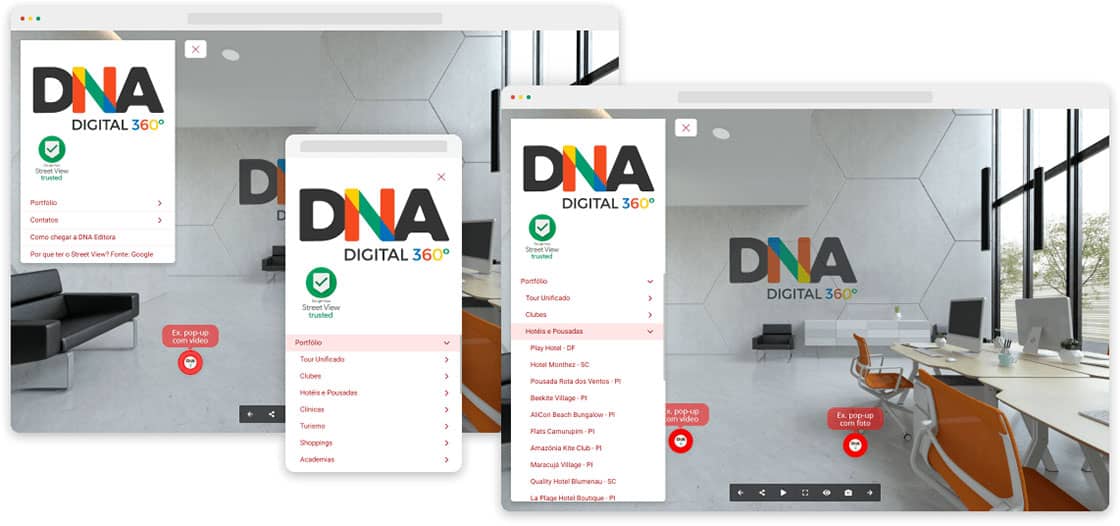 DNA
DIGITAL 360°
Street View
trusted
Portfólio
Contatos
Como chegar a DNA Editora
Por que ter o Street View? Fonte: Google
D
Ex. pop-up
com vídeo
DNA
DIGITAL 360°
Google Maps
Street View
trusted
Portfólio
Tour Unificado
Clubes
Hotéis e Pousadas
Clínicas
Turismo
Shoppings
Academias
DNA
DIGITAL 360°
Street View
trusted
Portfólio
Tour Unificado
Clubes
Hotéis e Pousadas
Play Hotel - DF
Hotel Monthez - SC
Pousada Rota dos Ventos - PI
Beekite Village - PI
AliCon Beach Bungalow - PI
Flats Camurupim - PI
Amazônia Kite Club - PI
Maracujá Village - PI
Quality Hotel Blumenau - SC
La Plage Hotel Boutique - PI
DNA
DIGITAL 360°
Ex. pop-up
com vídeo
Ex. pop-up
com foto